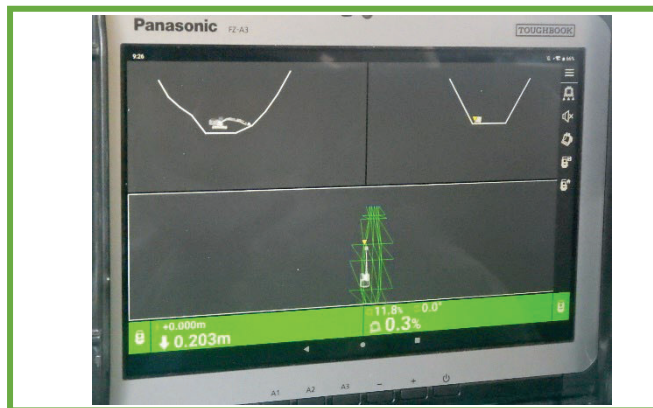 Panasonic FZ-A3
TOUGHBOOK
9:26
+0.000m
0.203m
11.8% 0.0°
0.3%
A1 A2 A3 - +